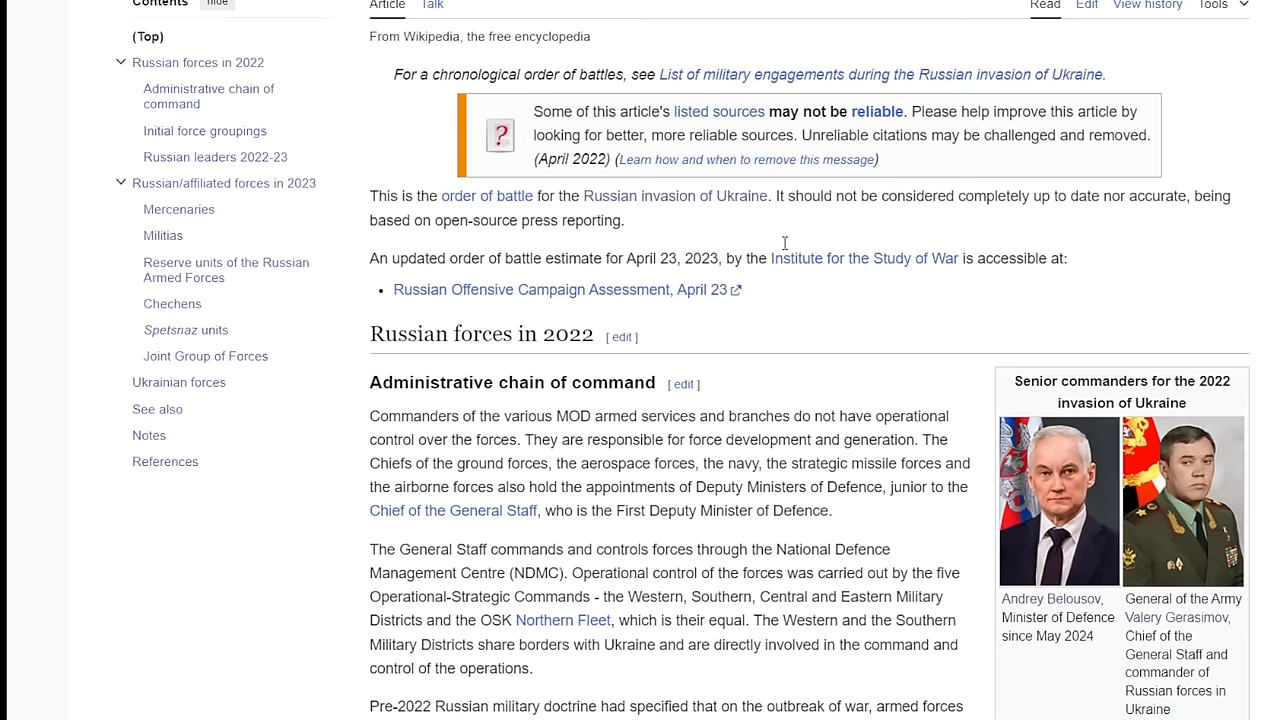 Contents hide
Article Talk Read Edit View history Tools
(Top)
Russian forces in 2022
Administrative chain of
command
Initial force groupings
Russian leaders 2022-23
Russian/affiliated forces in 2023
Mercenaries
Militias
Reserve units of the Russian
Armed Forces
Chechens
Spetsnaz units
Joint Group of Forces
Ukrainian forces
See also
Notes
References
From Wikipedia, the free encyclopedia
For a chronological order of battles, see List of military engagements during the Russian invasion of Ukraine.
?
Some of this article's listed sources may not be reliable. Please help improve this article by
looking for better, more reliable sources. Unreliable citations may be challenged and removed.
(April 2022) (Learn how and when to remove this message)
This is the order of battle for the Russian invasion of Ukraine. It should not be considered completely up to date nor accurate, being
based on open-source press reporting.
An updated order of battle estimate for April 23, 2023, by the Institute for the Study of War is accessible at:
• Russian Offensive Campaign Assessment, April 23
Russian forces in 2022 [ edit ]
Administrative chain of command [ edit ]
Commanders of the various MOD armed services and branches do not have operational
control over the forces. They are responsible for force development and generation. The
Chiefs of the ground forces, the aerospace forces, the navy, the strategic missile forces and
the airborne forces also hold the appointments of Deputy Ministers of Defence, junior to the
Chief of the General Staff, who is the First Deputy Minister of Defence.
The General Staff commands and controls forces through the National Defence
Management Centre (NDMC). Operational control of the forces was carried out by the five
Operational-Strategic Commands - the Western, Southern, Central and Eastern Military
Districts and the OSK Northern Fleet, which is their equal. The Western and the Southern
Military Districts share borders with Ukraine and are directly involved in the command and
control of the operations.
Pre-2022 Russian military doctrine had specified that on the outbreak of war, armed forces
Senior commanders for the 2022
invasion of Ukraine
Andrey Belousov,
Minister of Defence
since May 2024
General of the Army
Valery Gerasimov,
Chief of the
General Staff and
commander of
Russian forces in
Ukraine